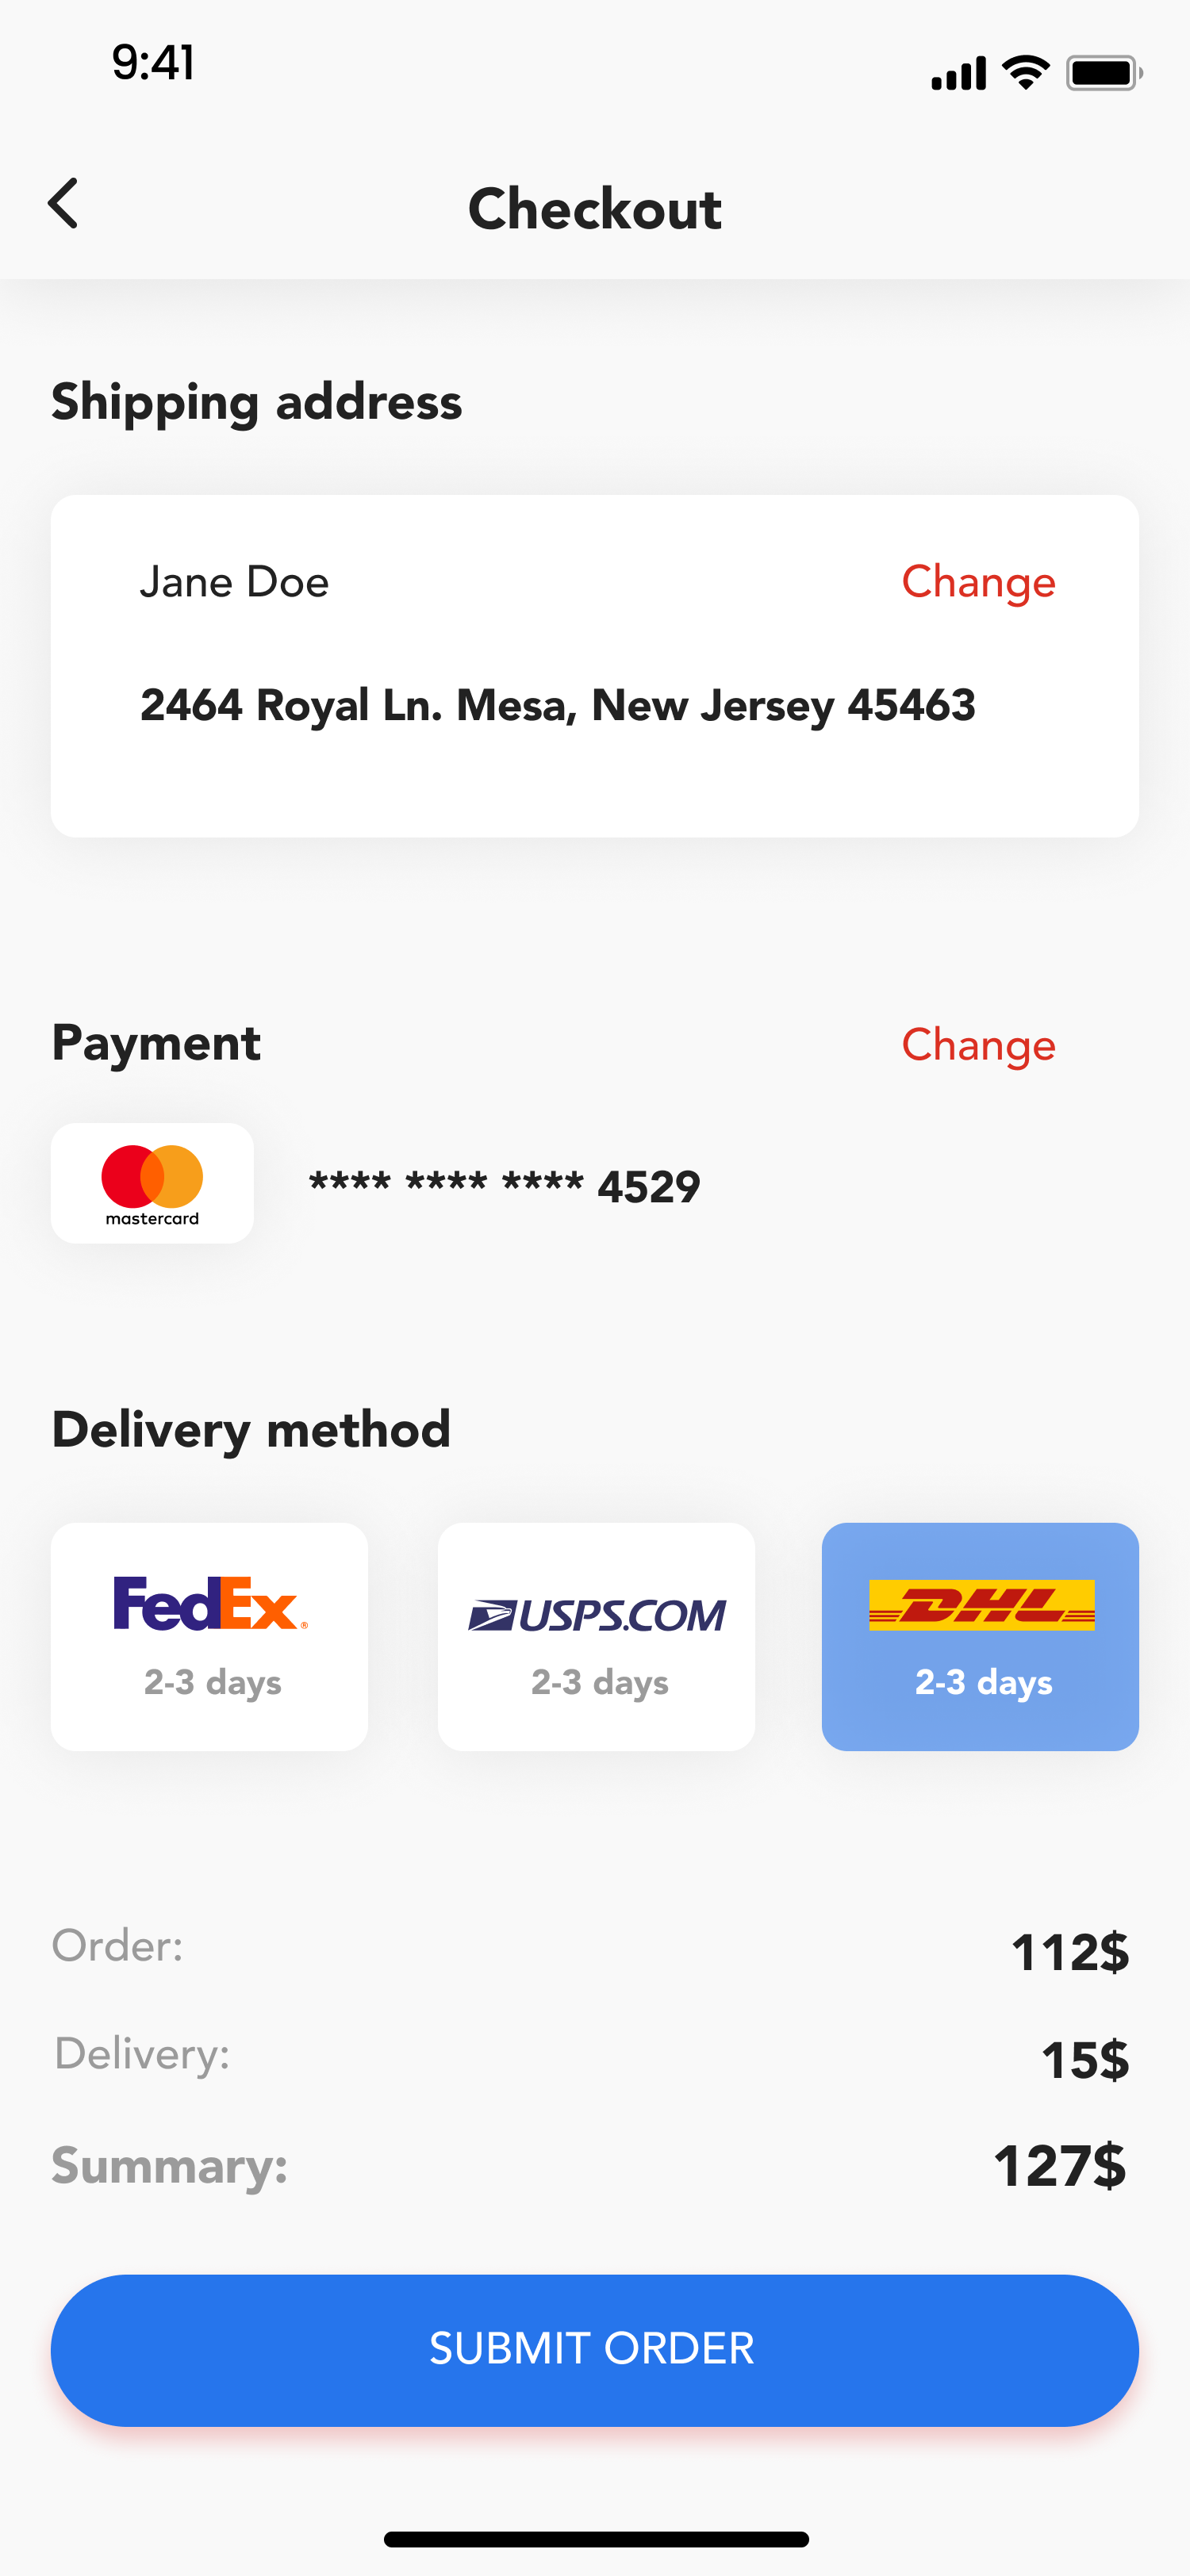 9:41
Checkout
Shipping address
Jane Doe
Change
2464 Royal Ln. Mesa, New Jersey 45463
Payment
Change
mastercard
**** **** **** 4529
Delivery method
FedEx®
USPS.COM
DHL
2-3 days
2-3 days
2-3 days
Order:
112$
Delivery:
15$
Summary:
127$
SUBMIT ORDER